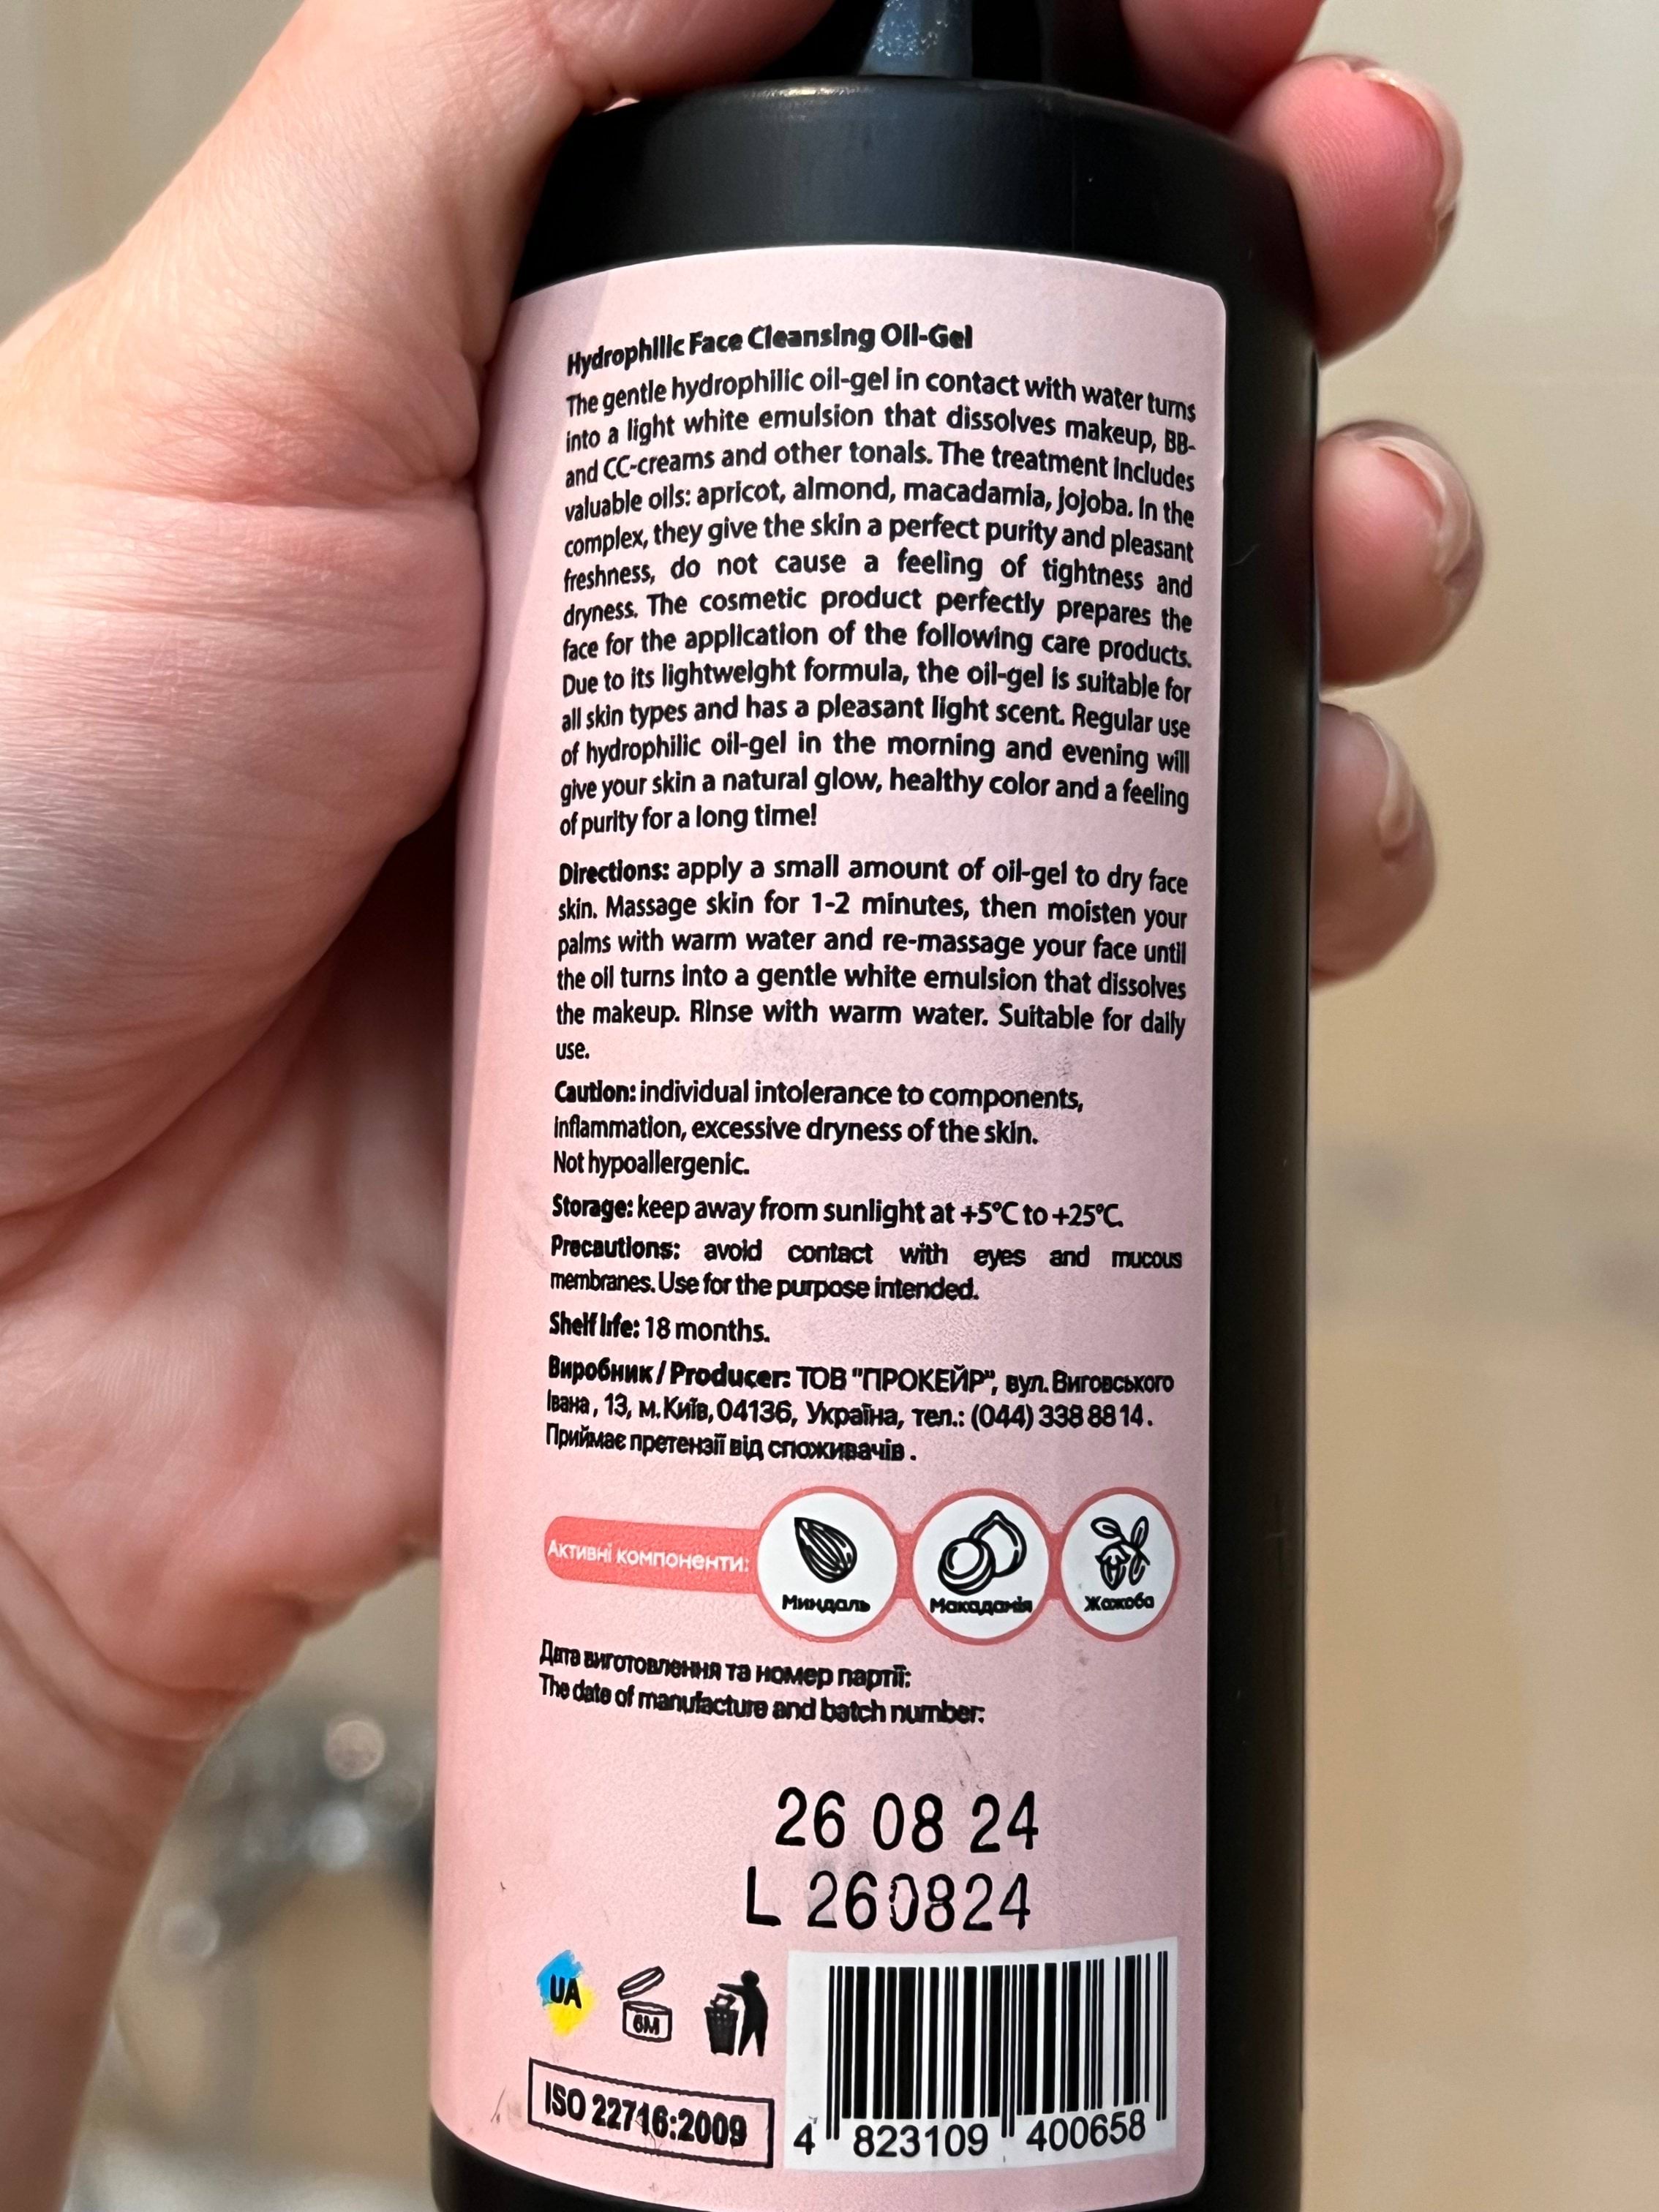 Hydrophilic Face Cleansing Oil-Gel
The gentle hydrophilic oil-gel in contact with water turns
into a light white emulsion that dissolves makeup, BB-
and CC-creams and other tonals. The treatment includes
valuable oils: apricot, almond, macadamia, jojoba. In the
complex, they give the skin a perfect purity and pleasant
freshness, do not cause a feeling of tightness and
dryness. The cosmetic product perfectly prepares the
face for the application of the following care products.
Due to its lightweight formula, the oil-gel is suitable for
all skin types and has a pleasant light scent. Regular use
of hydrophilic oil-gel in the morning and evening will
give your skin a natural glow, healthy color and a feeling
of purity for a long time!
Directions: apply a small amount of oil-gel to dry face
skin. Massage skin for 1-2 minutes, then moisten your
palms with warm water and re-massage your face until
the oil turns into a gentle white emulsion that dissolves
the makeup. Rinse with warm water. Suitable for daily
use.
Caution: individual intolerance to components,
inflammation, excessive dryness of the skin.
Not hypoallergenic.
Storage: keep away from sunlight at +5°C to +25°C.
Precautions: avoid contact with eyes and mucous
membranes. Use for the purpose intended.
Shelf life: 18 months.
Виробник / Producer: ТОВ "ПРОКЕЙР", вул. Виговського
Івана, 13, м. Київ, 04136, Україна, тел.: (044) 338 88 14.
Приймає претензії від споживачів.
Активні компоненти:
Миндаль
Макадамія
Жожоба
Дата виготовлення та номер партії:
The date of manufacture and batch number:
26 08 24
L 260824
UA
6M
ISO 22716:2009
4 823109 400658